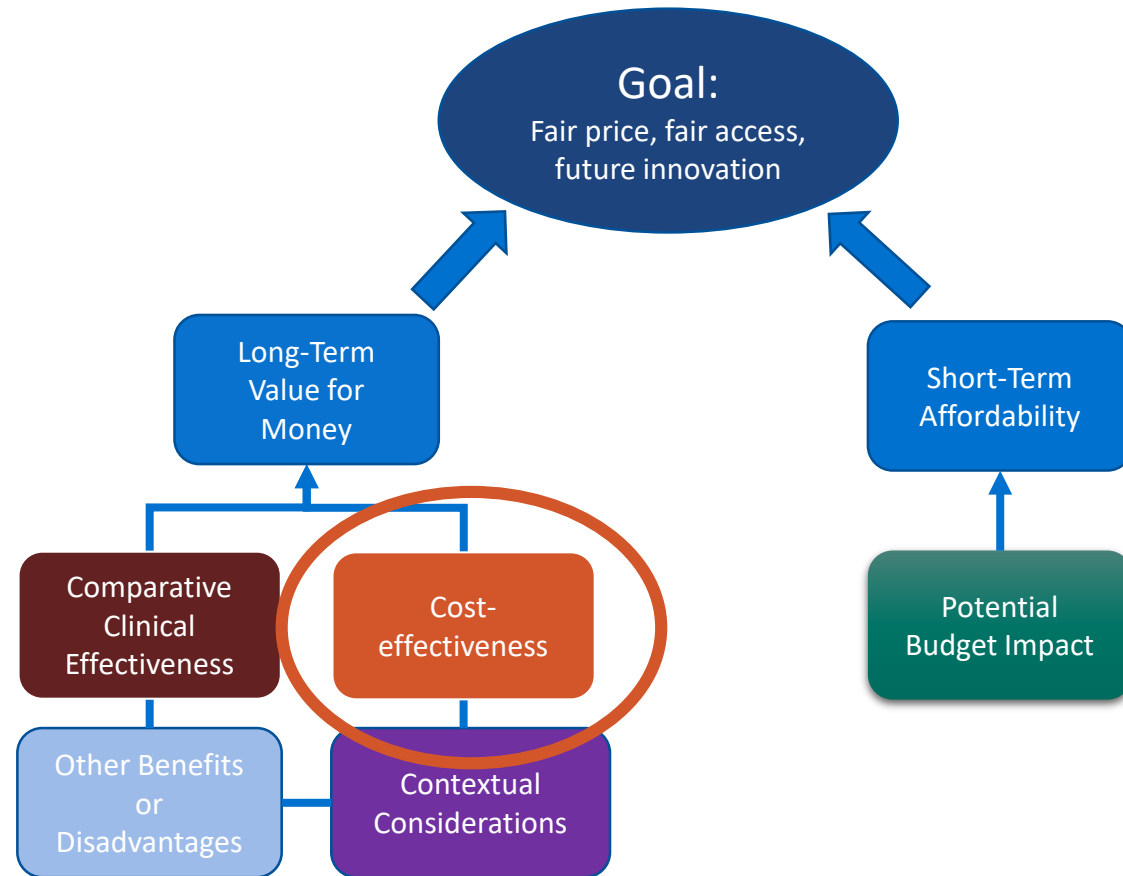 Goal:
Fair price, fair access,
future innovation
Long-Term
Value for
Money
Short-Term
Affordability
Comparative
Clinical
Effectiveness
Cost-
effectiveness
Potential
Budget Impact
Other Benefits
or
Disadvantages
Contextual
Considerations